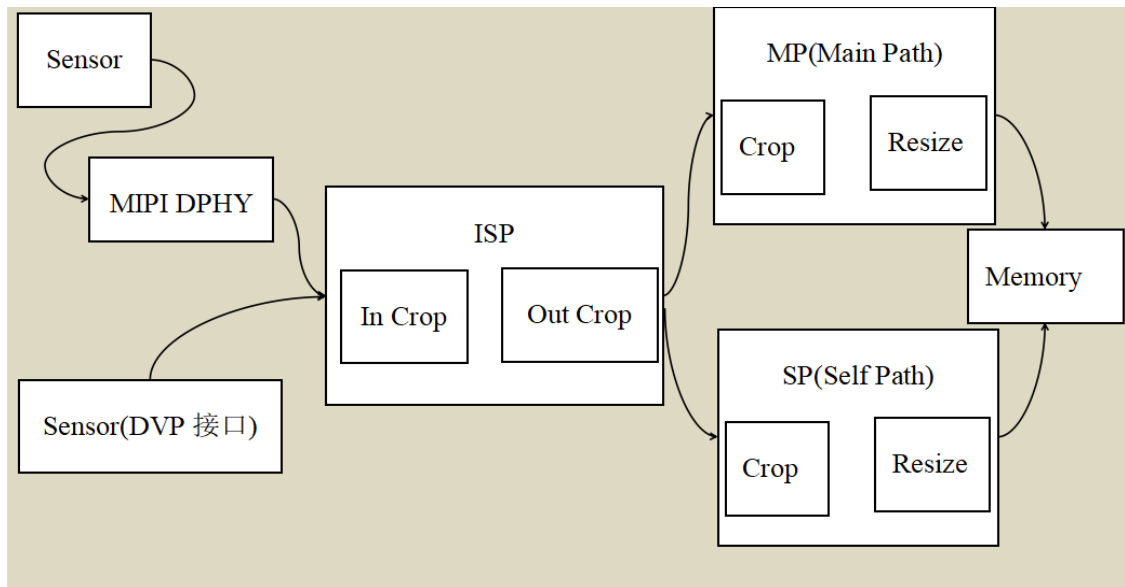 Sensor
MIPI DPHY
Sensor(DVP 接口)
ISP
In Crop
Out Crop
MP(Main Path)
Crop
Resize
SP(Self Path)
Crop
Resize
Memory